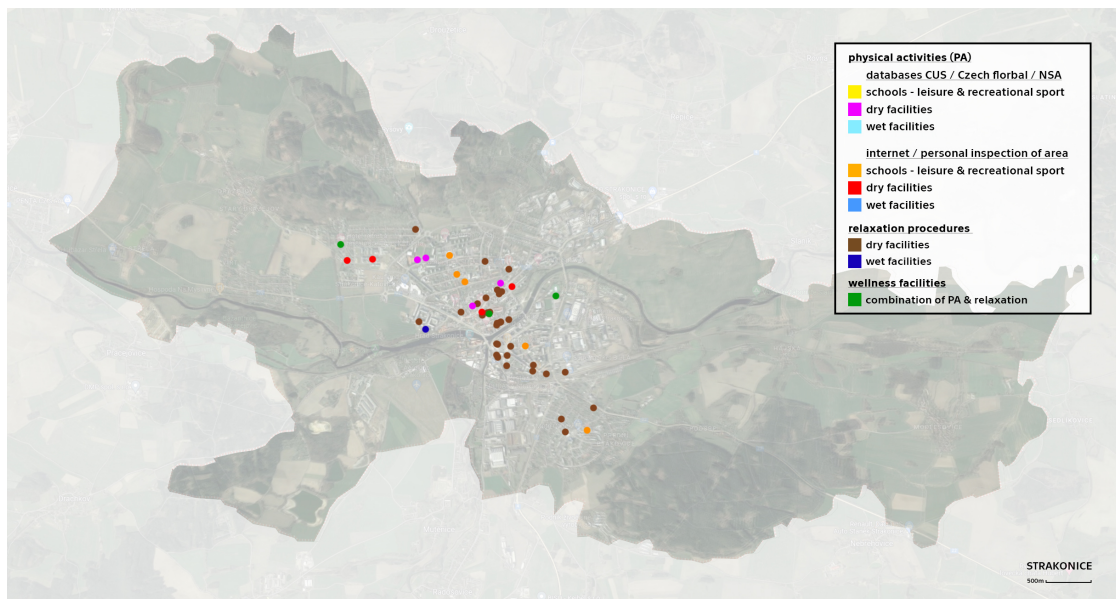 physical activities (PA)
databases CUS / Czech florbal / NSA
schools - leisure & recreational sport
dry facilities
wet facilities
internet / personal inspection of area
schools - leisure & recreational sport
dry facilities
wet facilities
relaxation procedures
dry facilities
wet facilities
wellness facilities
combination of PA & relaxation
STRAKONICE
500m